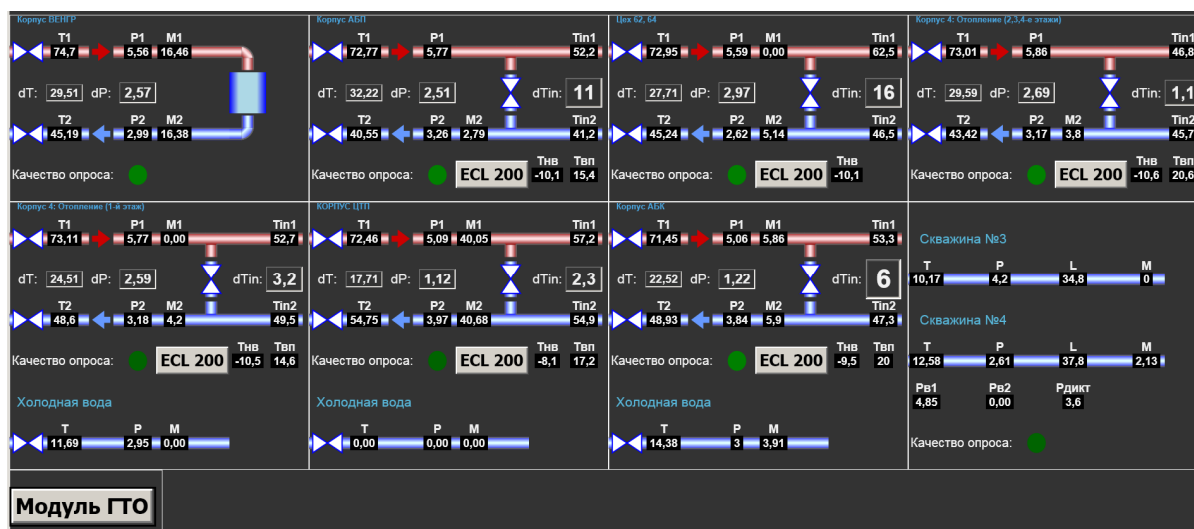 Корпус ВЕНГР
T1 P1 M1
74,7 5,56 16,46
dT: 29,51 dP: 2,57
T2 P2 M2
45,19 2,99 16,38
Качество опроса:
Корпус АБП
T1 P1 Tin1
72,77 5,77 52,2
dT: 32,22 dP: 2,51 dTin: 11
T2 P2 M2 Tin2
40,55 3,26 2,79 41,2
Тнв Твп
Качество опроса: ECL 200 -10,1 15,4
Цех 62, 64
T1 P1 M1 Tin1
72,95 5,59 0,00 62,5
dT: 27,71 dP: 2,97 dTin: 16
T2 P2 M2 Tin2
45,24 2,62 5,14 46,5
Тнв
Качество опроса: ECL 200 -10,1
Корпус 4: Отопление (2,3,4-е этажи)
T1 P1 Tin1
73,01 5,86 46,8
dT: 29,59 dP: 2,69 dTin: 1,1
T2 P2 M2 Tin2
43,42 3,17 3,8 45,7
Тнв Твп
Качество опроса: ECL 200 -10,6 20,6
Корпус 4: Отопление (1-й этаж)
T1 P1 M1 Tin1
73,11 5,77 0,00 52,7
dT: 24,51 dP: 2,59 dTin: 3,2
T2 P2 M2 Tin2
48,6 3,18 4,2 49,5
Тнв Твп
Качество опроса: ECL 200 -10,5 14,6
Холодная вода
T P M
11,69 2,95 0,00
КОРПУС ЦТП
T1 P1 M1 Tin1
72,46 5,09 40,05 57,2
dT: 17,71 dP: 1,12 dTin: 2,3
T2 P2 M2 Tin2
54,75 3,97 40,68 54,9
Тнв Твп
Качество опроса: ECL 200 -8,1 17,2
Холодная вода
T P M
0,00 0,00 0,00
Корпус АБК
T1 P1 M1 Tin1
71,45 5,06 5,86 53,3
dT: 22,52 dP: 1,22 dTin: 6
T2 P2 M2 Tin2
48,93 3,84 5,9 47,3
Тнв Твп
Качество опроса: ECL 200 -9,5 20
Холодная вода
T P M
14,38 3 3,91
Скважина №3
T P L M
10,17 4,2 34,8 0
Скважина №4
T P L M
12,58 2,61 37,8 2,13
Рв1 Рв2 Рдикт
4,85 0,00 3,6
Качество опроса:
Модуль ГТО